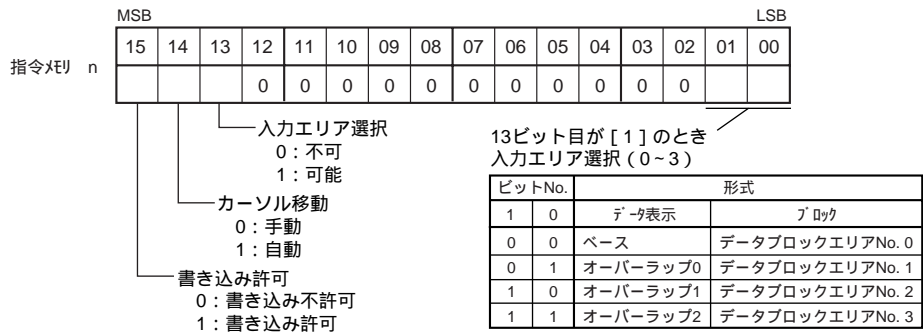 MSB LSB
15 14 13 12 11 10 09 08 07 06 05 04 03 02 01 00
指令ﾒﾓﾘ n
0 0 0 0 0 0 0 0 0 0 0
入力エリア選択
0：不可
1：可能
カーソル移動
0：手動
1：自動
書き込み許可
0：書き込み不許可
1：書き込み許可
13ビット目が [ 1 ] のとき
入力エリア選択 ( 0 ~ 3 )
ビットNo. 形式
1 0 ﾃﾞｰﾀ表示 ﾌﾞﾛｯｸ
0 0 ベース データブロックエリアNo. 0
0 1 オーバーラップ0 データブロックエリアNo. 1
1 0 オーバーラップ1 データブロックエリアNo. 2
1 1 オーバーラップ2 データブロックエリアNo. 3